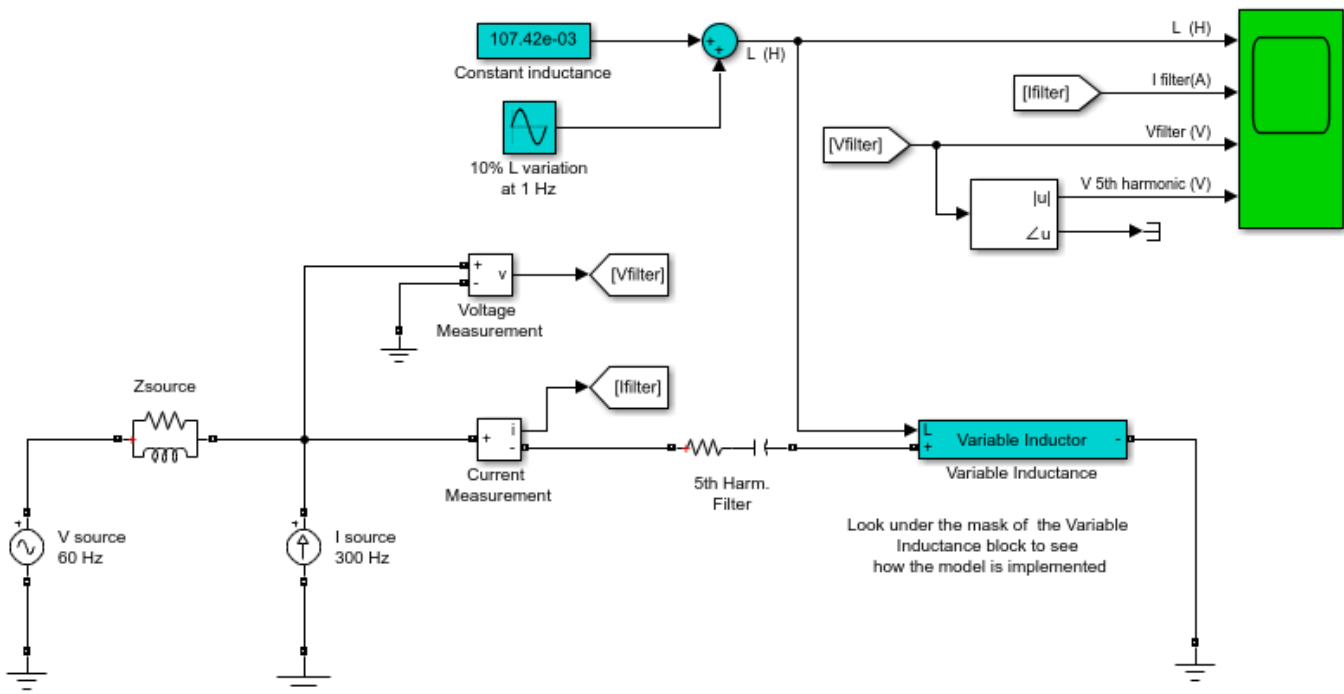 107.42e-03
Constant inductance
+
+
L (H)
L (H)
[Ifilter]
I filter(A)
10% L variation
at 1 Hz
[Vfilter]
Vfilter (V)
V 5th harmonic (V)
|u|
∠u
+
-
v
[Vfilter]
Voltage
Measurement
Zsource
[Ifilter]
+
i
-
Current
Measurement
5th Harm.
Filter
L
+
Variable Inductor
-
Variable Inductance
+
V source
60 Hz
+
I source
300 Hz
Look under the mask of the Variable
Inductance block to see
how the model is implemented